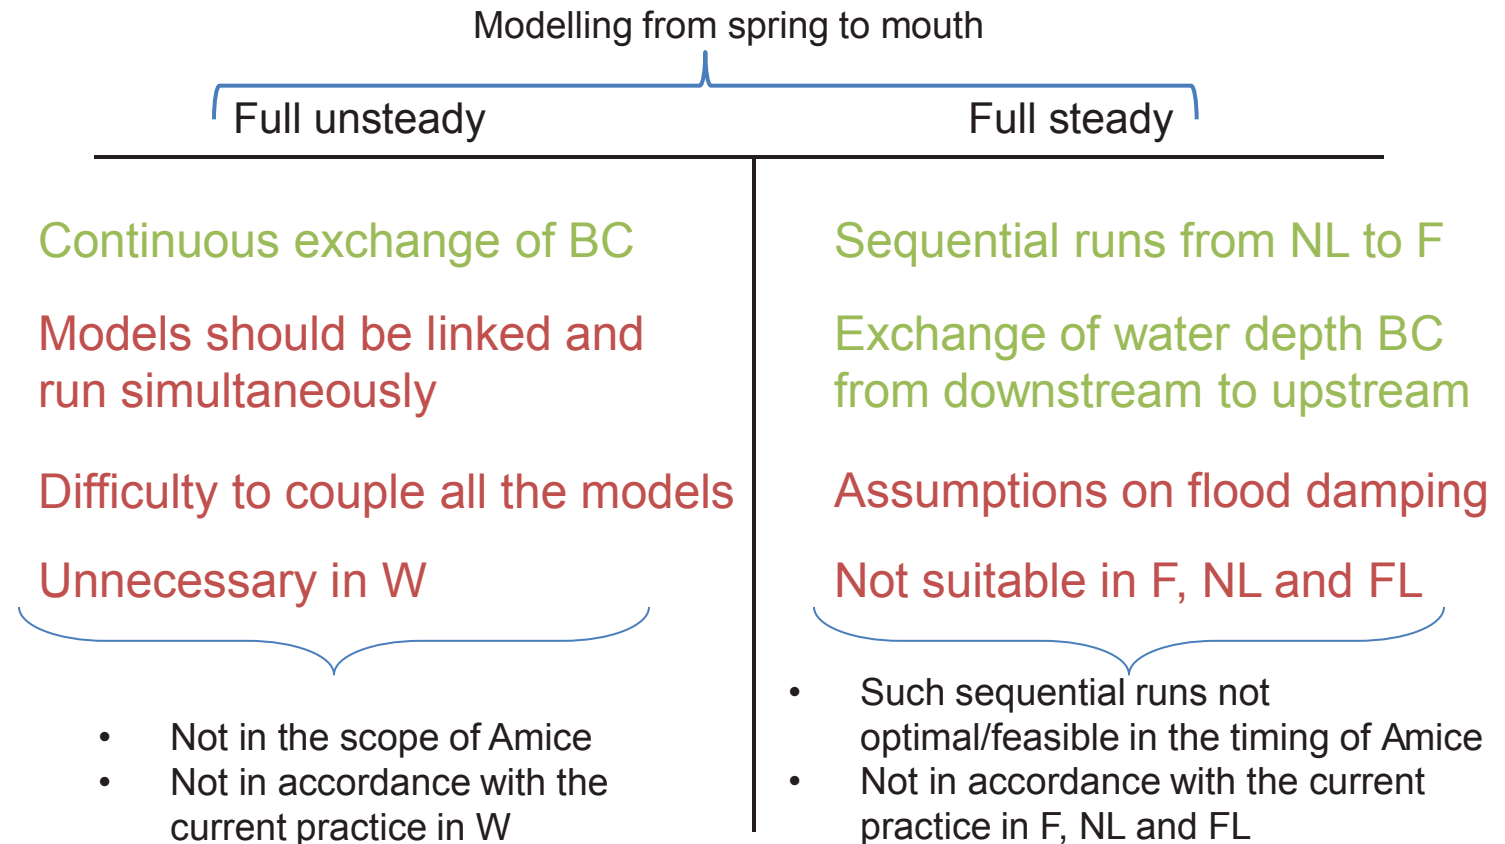 Modelling from spring to mouth
Full unsteady
Full steady
Continuous exchange of BC
Models should be linked and
run simultaneously
Difficulty to couple all the models
Unnecessary in W
• Not in the scope of Amice
• Not in accordance with the
current practice in W
Sequential runs from NL to F
Exchange of water depth BC
from downstream to upstream
Assumptions on flood damping
Not suitable in F, NL and FL
• Such sequential runs not
optimal/feasible in the timing of Amice
• Not in accordance with the current
practice in F, NL and FL